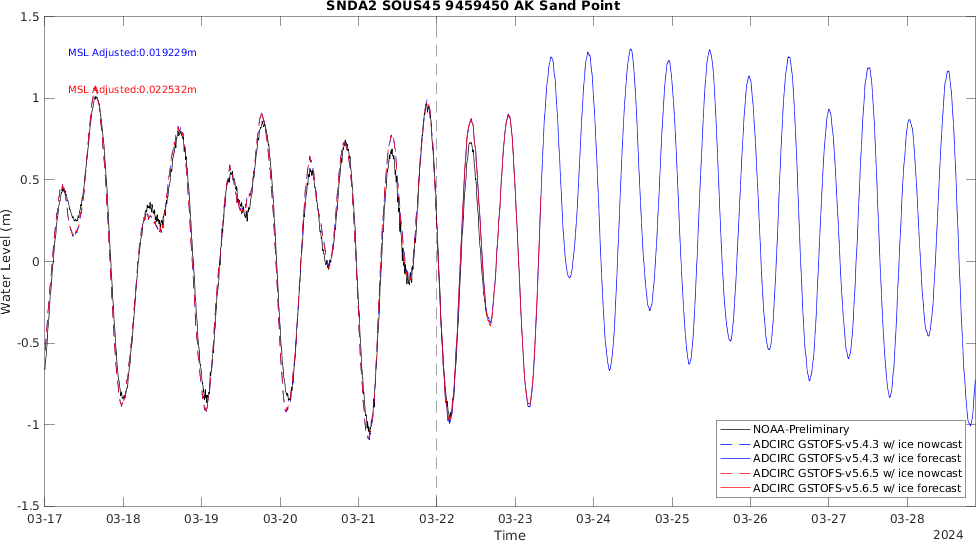 SNDA2 SOUS45 9459450 AK Sand Point
1.5
MSL Adjusted:0.019229m
MSL Adjusted:0.022532m
1
0.5
0
-0.5
-1
-1.5
Water Level (m)
NOAA-Preliminary
ADCIRC GSTOFS-v5.4.3 w/ ice nowcast
ADCIRC GSTOFS-v5.4.3 w/ ice forecast
ADCIRC GSTOFS-v5.6.5 w/ ice nowcast
ADCIRC GSTOFS-v5.6.5 w/ ice forecast
03-17 03-18 03-19 03-20 03-21 03-22 03-23 03-24 03-25 03-26 03-27 03-28
Time
2024